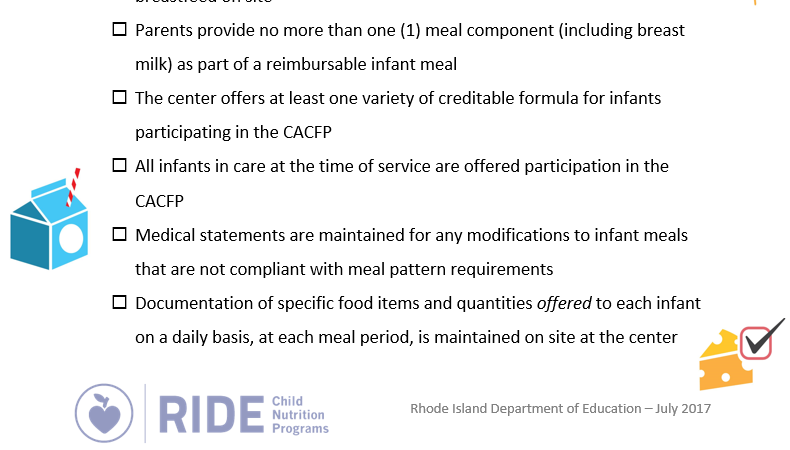 Parents provide no more than one (1) meal component (including breast
milk) as part of a reimbursable infant meal
The center offers at least one variety of creditable formula for infants
participating in the CACFP
All infants in care at the time of service are offered participation in the
CACFP
Medical statements are maintained for any modifications to infant meals
that are not compliant with meal pattern requirements
Documentation of specific food items and quantities offered to each infant
on a daily basis, at each meal period, is maintained on site at the center
RIDE Child
Nutrition
Programs
Rhode Island Department of Education – July 2017